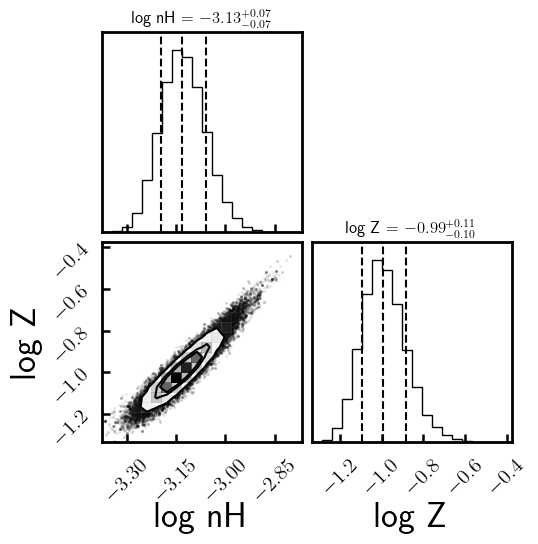 log nH = −3.13+0.07−0.07
log Z = −0.99+0.11−0.10
−0.4
−0.6
−0.8
−1.0
−1.2
log Z
−3.30 −3.15 −3.00 −2.85
log nH
−1.2 −1.0 −0.8 −0.6 −0.4
log Z